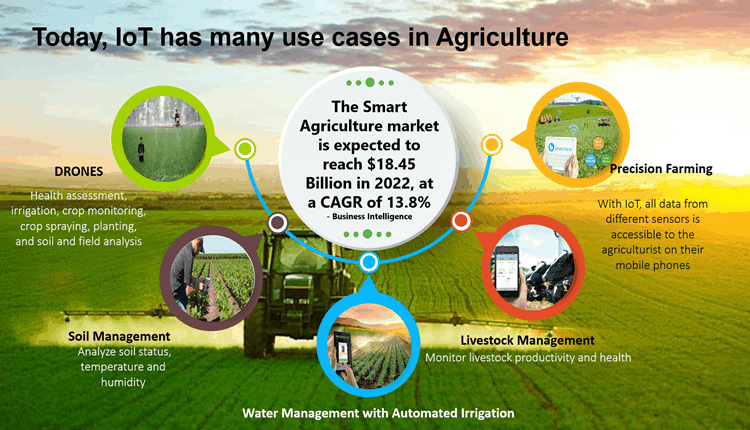 Today, IoT has many use cases in Agriculture
The Smart
Agriculture market
is expected to
reach $18.45
Billion in 2022, at
a CAGR of 13.8%
- Business Intelligence
DRONES
Health assessment,
irrigation, crop monitoring,
crop spraying, planting,
and soil and field analysis
Precision Farming
With IoT, all data from
different sensors is
accessible to the
agriculturist on their
mobile phones
Soil Management
Analyze soil status,
temperature and
humidity
Livestock Management
Monitor livestock productivity and health
Water Management with Automated Irrigation